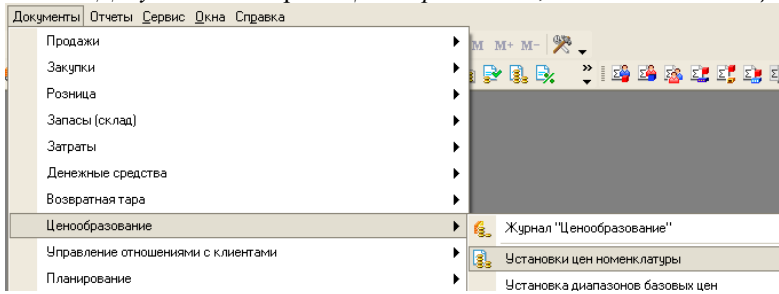 Документы Отчеты Сервис Окна Справка
M M+ M-
Продажи
Закупки
Розница
Запасы (склад)
Затраты
Денежные средства
Возвратная тара
Ценообразование
Журнал "Ценообразование"
Управление отношениями с клиентами
Установки цен номенклатуры
Планирование
Установка диапазонов базовых цен